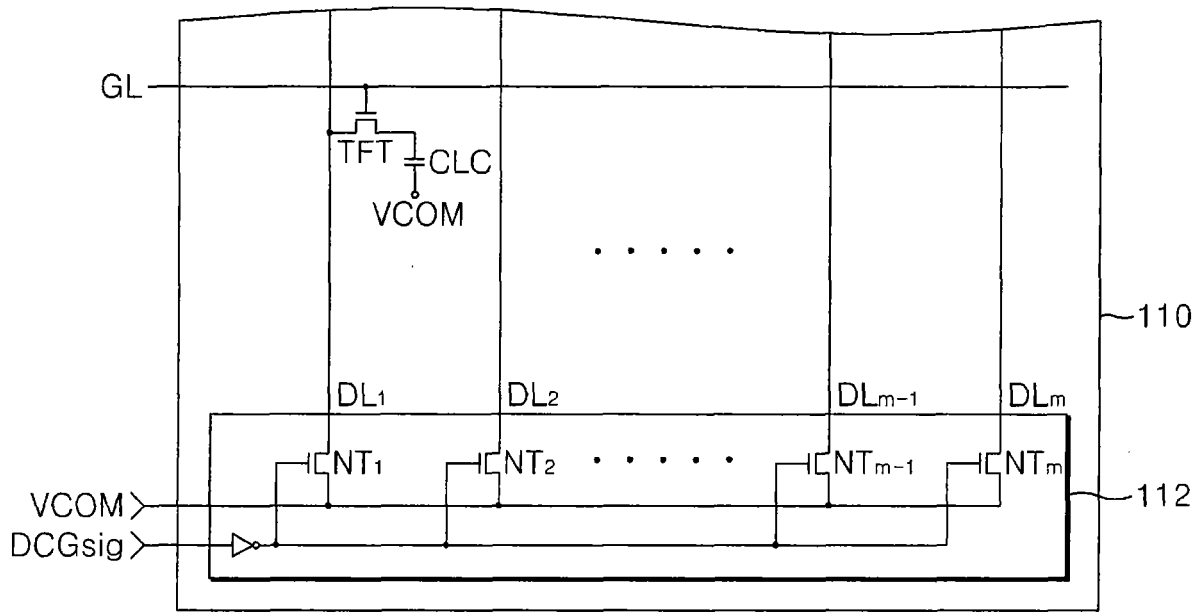 GL
TFT
CLC
VCOM
110
DL1 DL2 DLm-1 DLm
NT1 NT2 NTm-1 NTm
VCOM
112
DCGsig